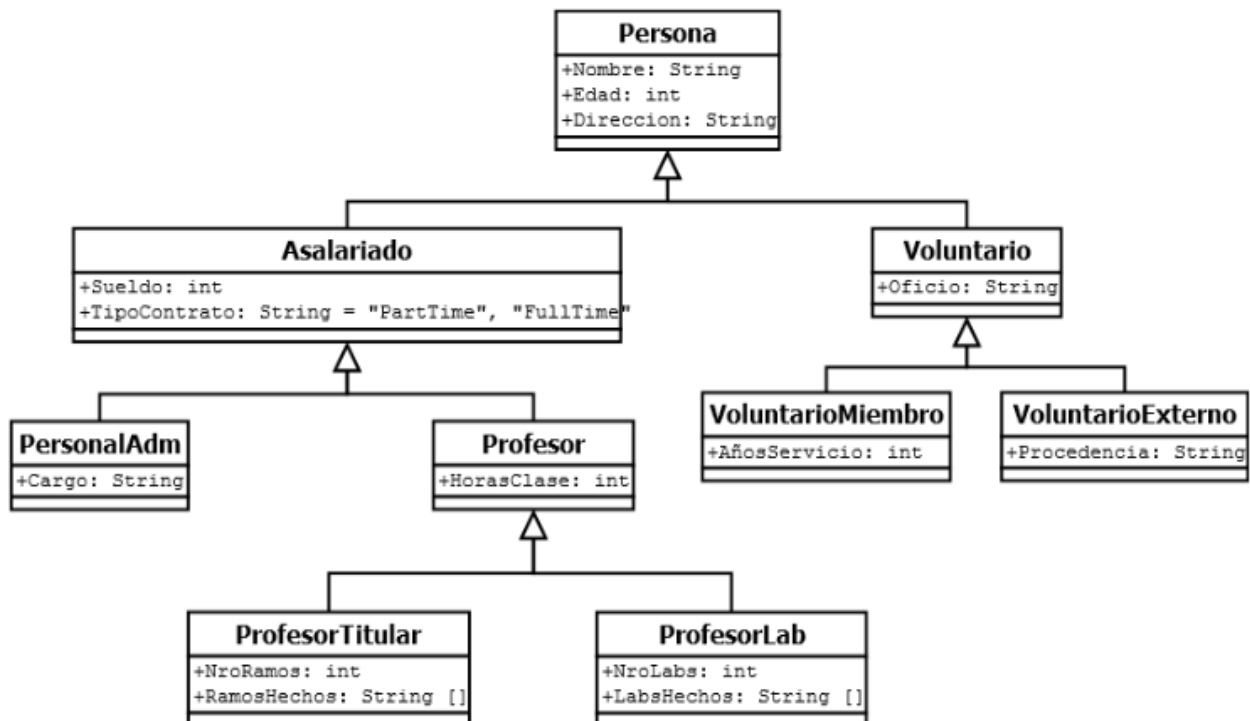 Persona
+Nombre: String
+Edad: int
+Direccion: String
Asalariado
+Sueldo: int
+TipoContrato: String = "PartTime", "FullTime"
Voluntario
+Oficio: String
PersonalAdm
+Cargo: String
Profesor
+HorasClase: int
VoluntarioMiembro
+AñosServicio: int
VoluntarioExterno
+Procedencia: String
ProfesorTitular
+NroRamos: int
+RamosHechos: String []
ProfesorLab
+NroLabs: int
+LabsHechos: String []